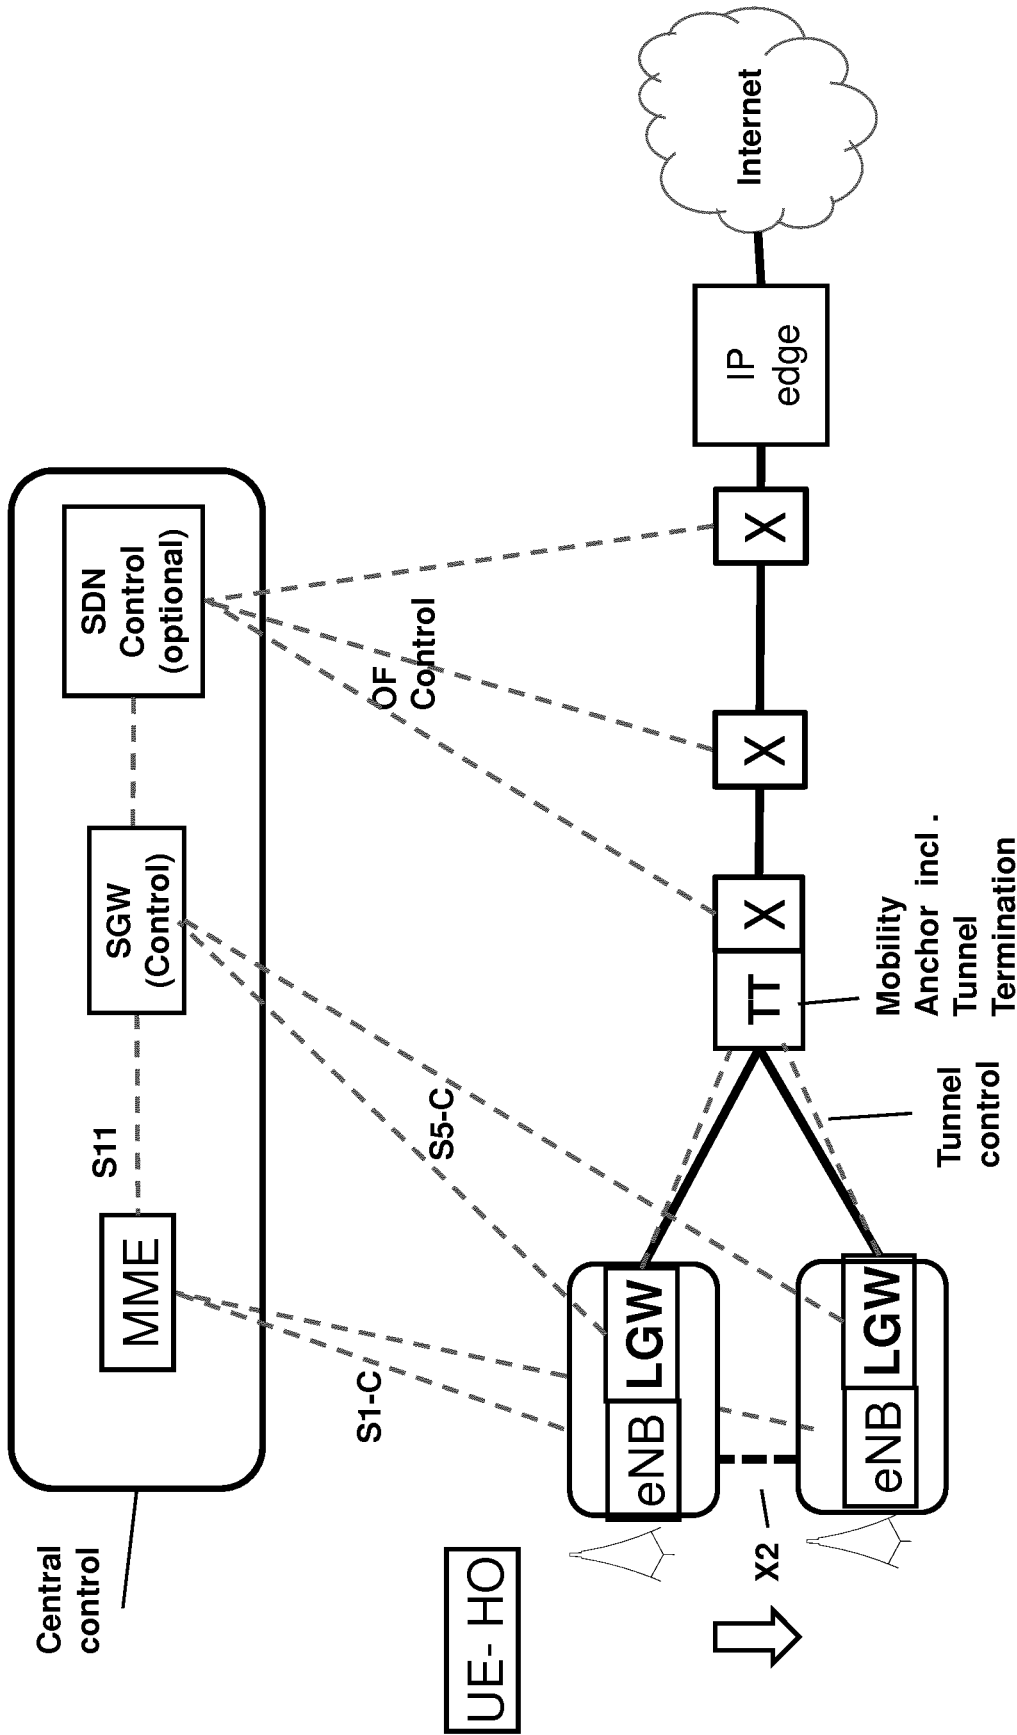 Central
control
MME
S11
SGW
(Control)
SDN
Control
(optional)
UE- HO
S1-C
S5-C
OF
Control
eNB
LGW
X2
eNB
LGW
TT
X
X
X
IP
edge
Internet
Tunnel
control
Mobility
Anchor incl .
Tunnel
Termination